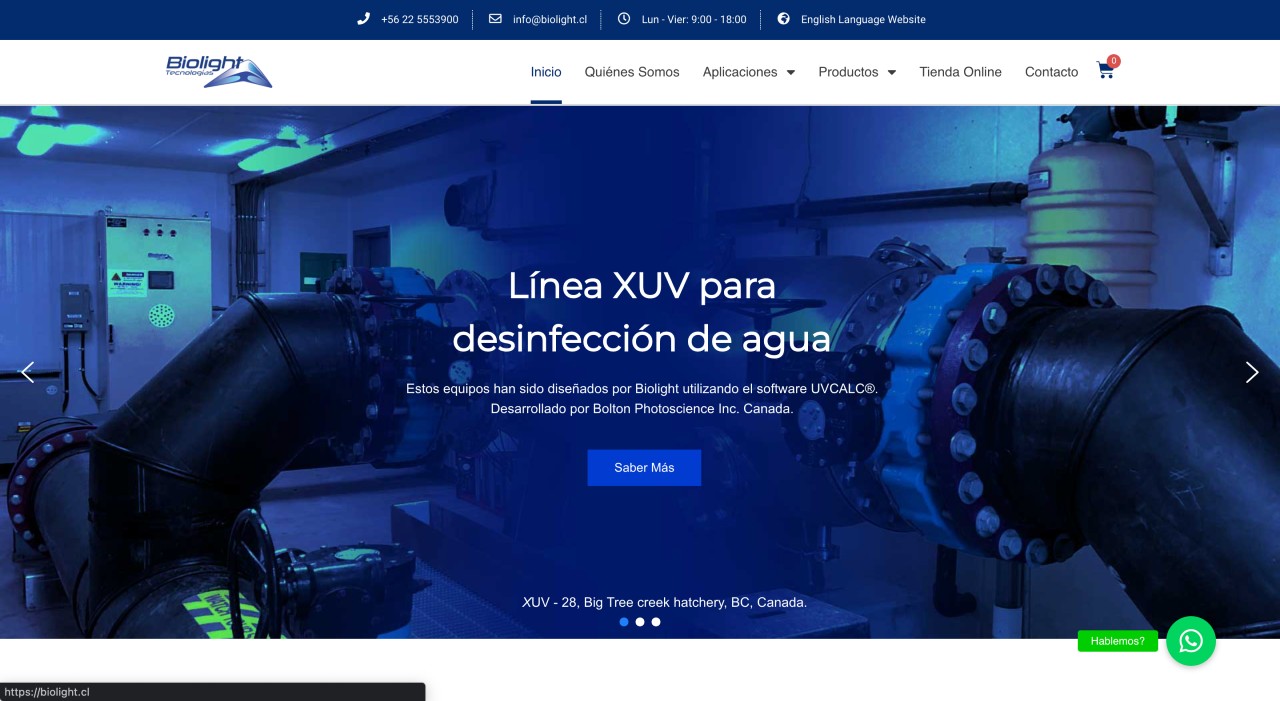 +56 22 5553900
info@biolight.cl
Lun - Vier: 9:00 - 18:00
English Language Website
Biolight
Tecnologías
Inicio
Quiénes Somos
Aplicaciones
Productos
Tienda Online
Contacto
0
Línea XUV para
desinfección de agua
Estos equipos han sido diseñados por Biolight utilizando el software UVCALC®.
Desarrollado por Bolton Photoscience Inc. Canada.
Saber Más
XUV - 28, Big Tree creek hatchery, BC, Canada.
Hablemos?
https://biolight.cl